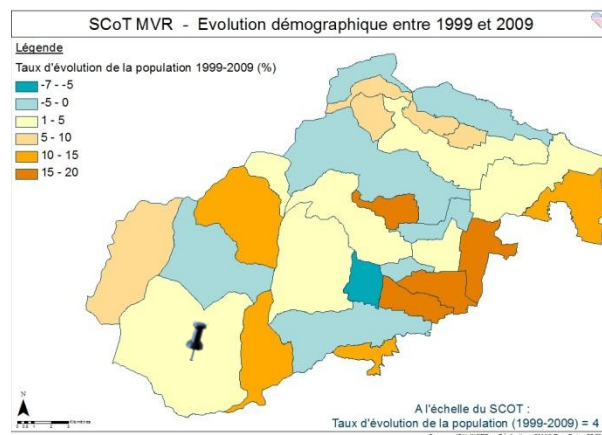 SCoT MVR - Evolution démographique entre 1999 et 2009
Légende
Taux d'évolution de la population 1999-2009 (%)
-7 - -5
-5 - 0
1 - 5
5 - 10
10 - 15
15 - 20
N
A l'échelle du SCOT :
Taux d'évolution de la population (1999-2009) = 4